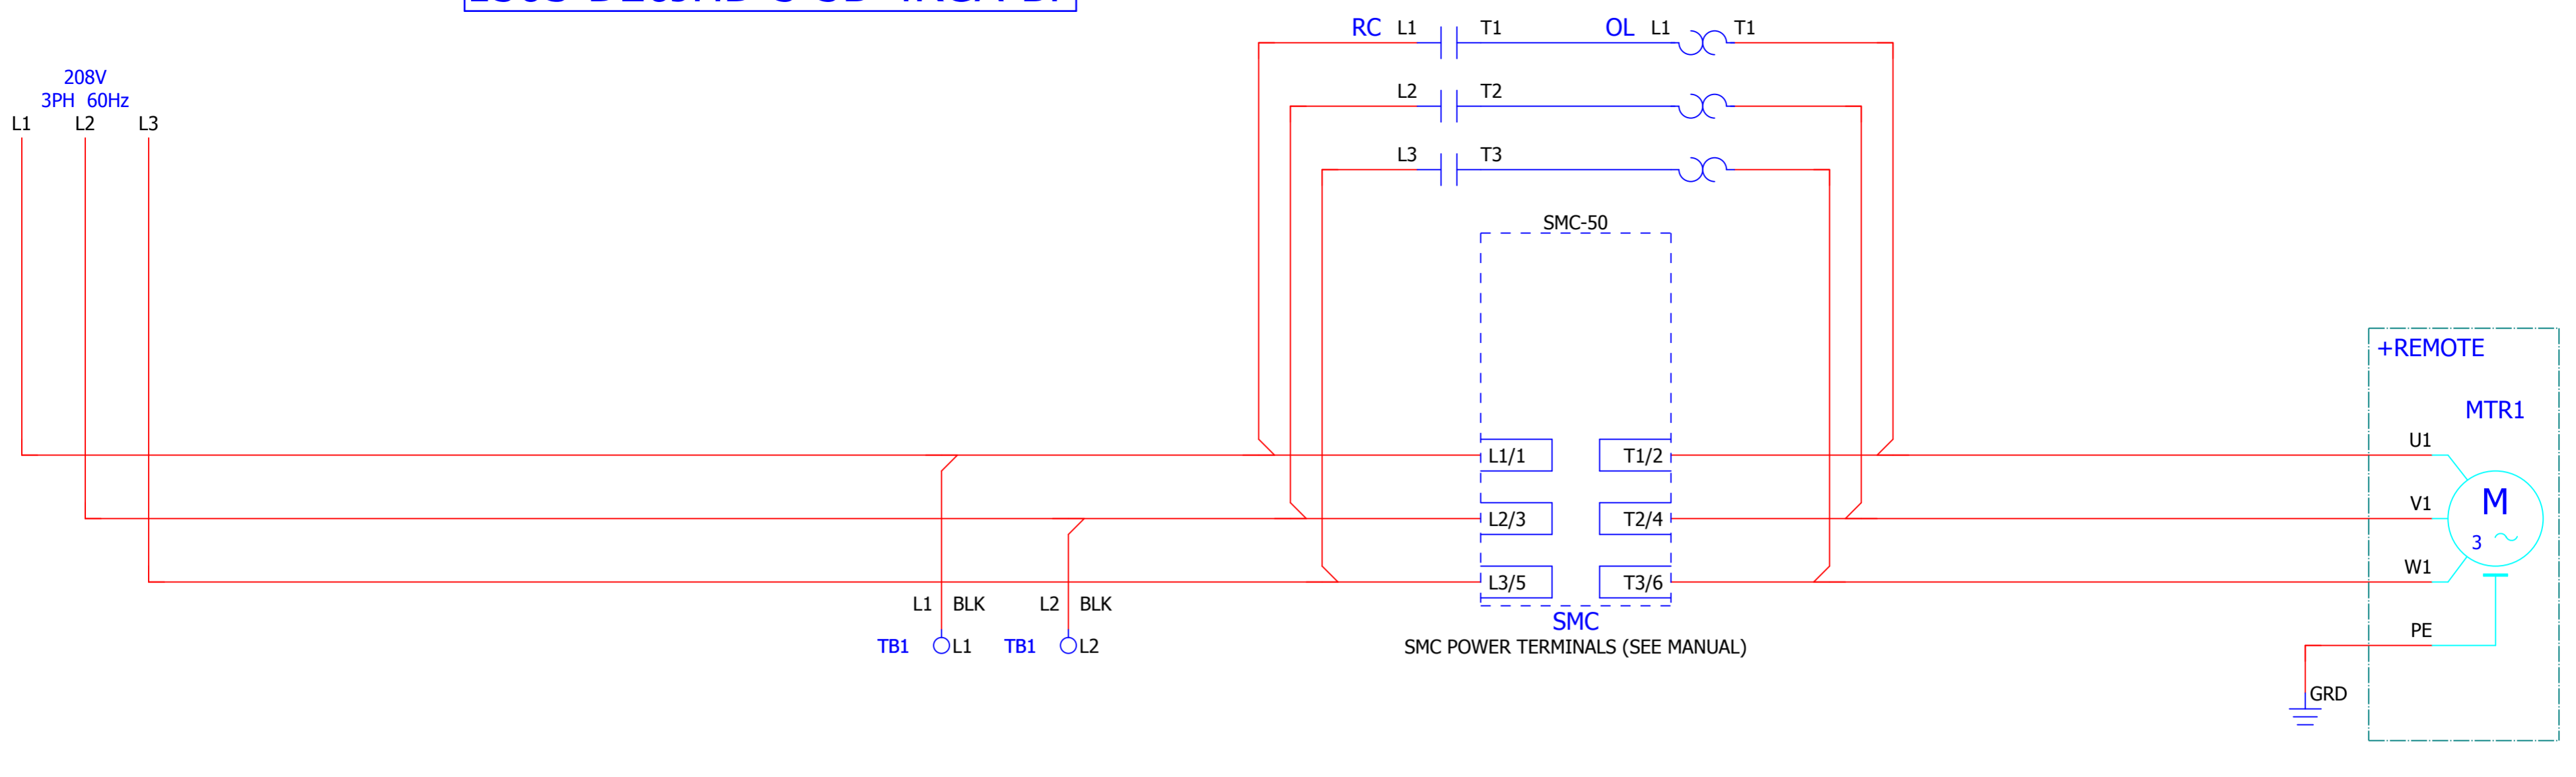 RC L1 T1 OL L1 T1
208V
3PH 60Hz
L2 T2
L1 L2 L3
L3 T3
SMC-50
+REMOTE
MTR1
U1
L1/1 T1/2
V1
M
L2/3 T2/4
3
W1
L3/5 T3/6
L1 BLK L2 BLK
SMC
PE
TB1 L1 TB1 L2
SMC POWER TERMINALS (SEE MANUAL)
GRD